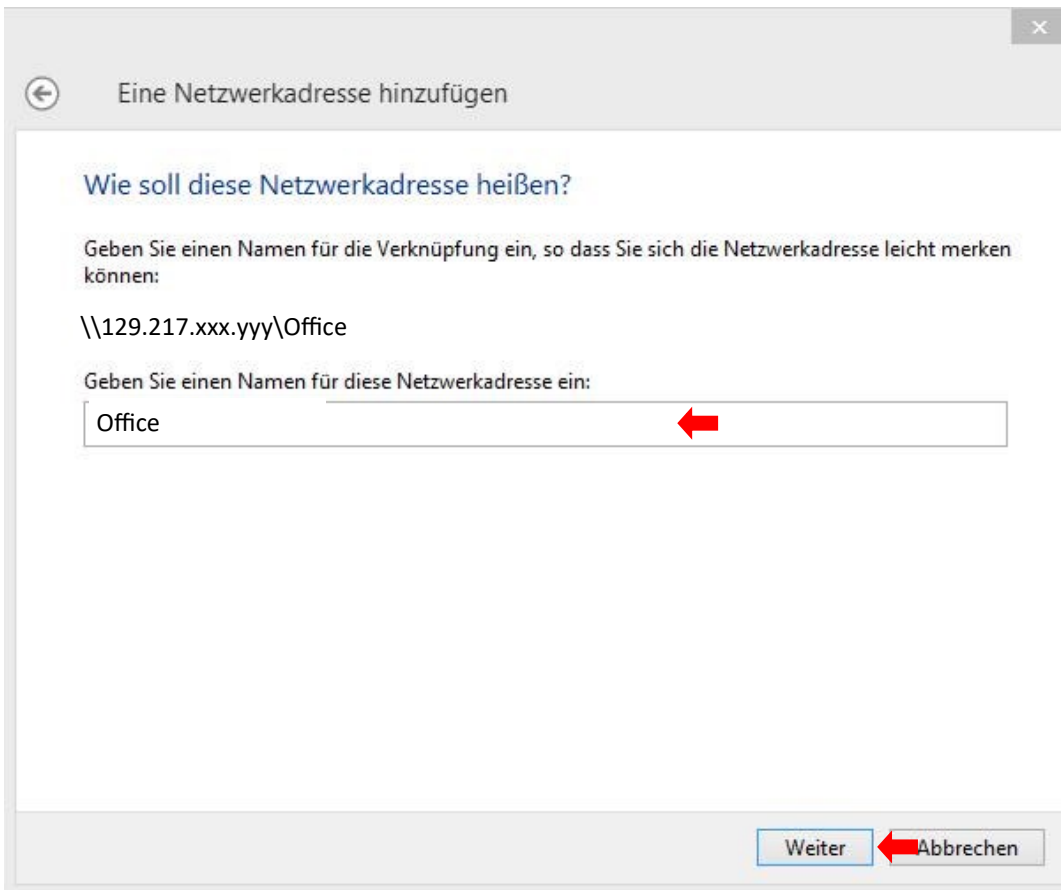 Eine Netzwerkadresse hinzufügen
Wie soll diese Netzwerkadresse heißen?
Geben Sie einen Namen für die Verknüpfung ein, so dass Sie sich die Netzwerkadresse leicht merken
können:
\\129.217.xxx.yyy\Office
Geben Sie einen Namen für diese Netzwerkadresse ein:
Office
Weiter Abbrechen